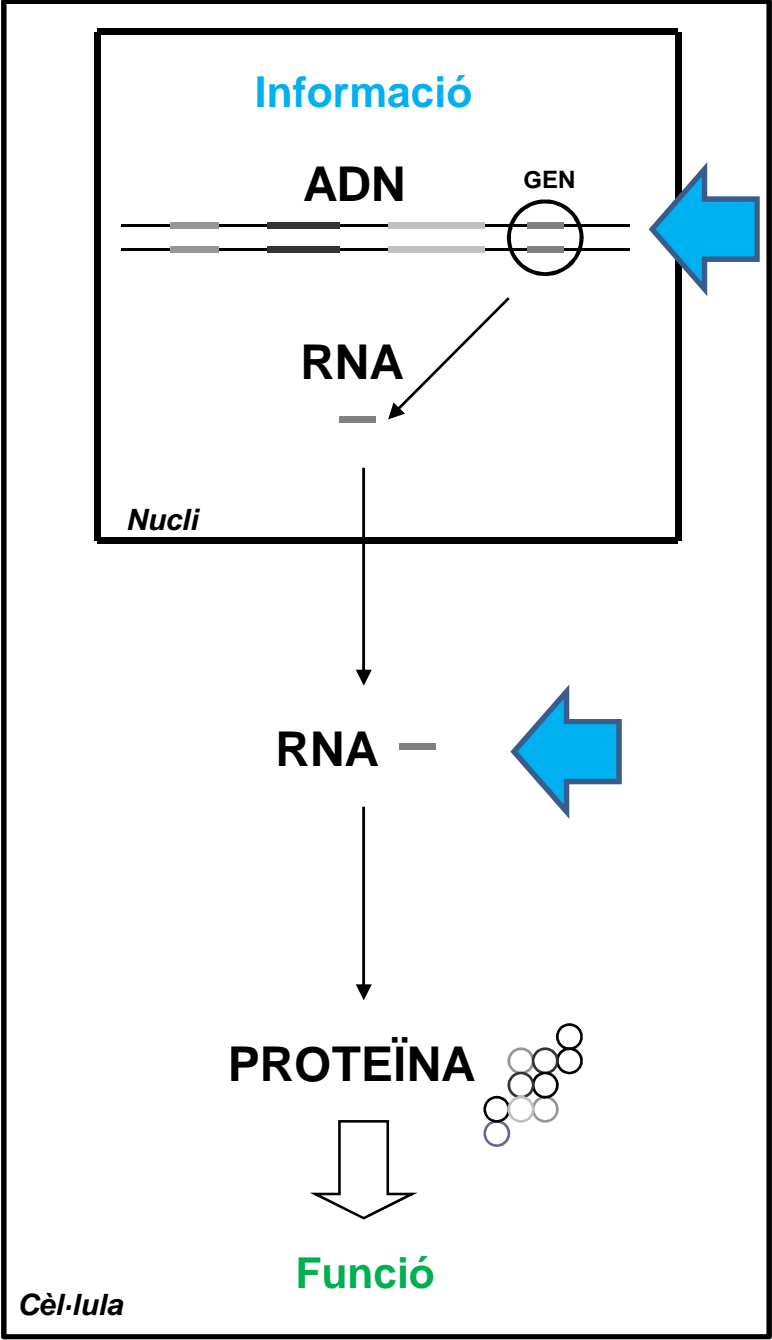 Informació
ADN
GEN
RNA
Nucli
RNA
PROTEÏNA
Funció
Cèl·lula